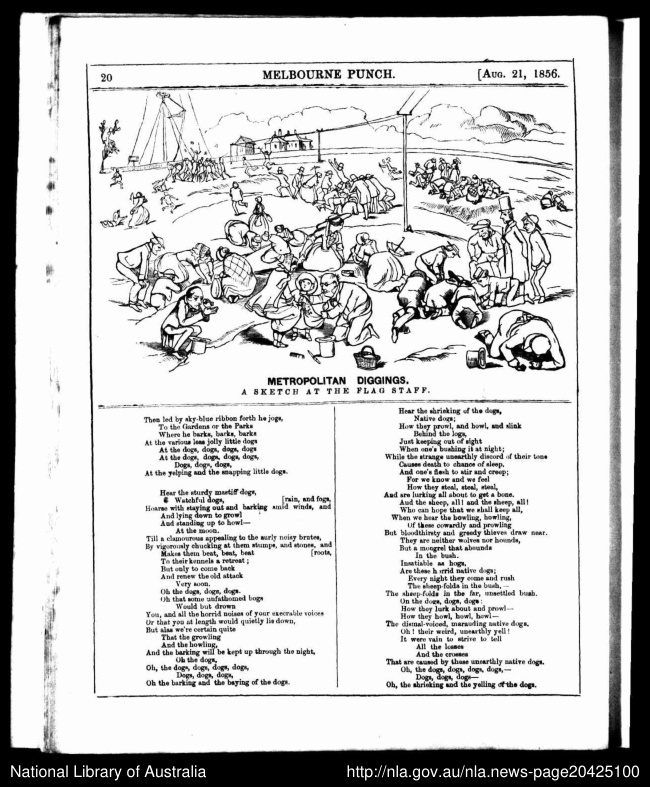 20
MELBOURNE PUNCH.
[AUG. 21, 1856.
METROPOLITAN DIGGINGS.
A SKETCH AT THE FLAG STAFF.
Then led by sky-blue ribbon forth he jogs,
To the Gardens or the Parks
Where he barks, barks, barks
At the various less jolly little dogs
At the dogs, dogs, dogs, dogs
At the dogs, dogs, dogs, dogs,
Dogs, dogs, dogs,
At the yelping and the snapping little dogs.
Hear the sturdy mastiff dogs,
Watchful dogs, [rain, and fogs,
Hoarse with staying out and barking amid winds, and
And lying down to growl
And standing up to howl—
At the moon.
Till a clamourous appealing to the surly noisy brutes,
By vigorously chucking at them stumps, and stones, and
Makes them beat, beat, beat [roots,
To their kennels a retreat;
But only to come back
And renew the old attack
Very soon.
Oh the dogs, dogs, dogs.
Oh that some unfathomed bogs
Would but drown
You, and all the horrid noises of your execrable voices
Or that you at length would quietly lie down,
But alas we're certain quite
That the growling
And the howling,
And the barking will be kept up through the night,
Oh the dogs,
Oh, the dogs, dogs, dogs, dogs,
Dogs, dogs, dogs,
Oh the barking and the baying of the dogs.
Hear the shrieking of the dogs,
Native dogs;
How they prowl, and howl, and slink
Behind the logs,
Just keeping out of sight
When one's bushing it at night;
While the strange unearthly discord of their tone
Causes death to chance of sleep,
And one's flesh to stir and creep;
For we know and we feel
How they steal, steal, steal,
And are lurking all about to get a bone.
And the sheep, all! and the sheep, all!
Who can hope that we shall keep all,
When we hear the howling, howling,
Of these cowardly and prowling
But bloodthirsty and greedy thieves draw near.
They are neither wolves nor hounds,
But a mongrel that abounds
In the bush.
Insatiable as hogs,
Are these horrid native dogs;
Every night they come and rush
The sheep-folds in the bush,—
The sheep-folds in the far, unsettled bush.
On the dogs, dogs, dogs:
How they lurk about and prowl—
How they howl, howl, howl—
The dismal-voiced, marauding native dogs.
Oh! their weird, unearthly yell!
It were vain to strive to tell
All the losses
And the crosses
That are caused by these unearthly native dogs.
Oh, the dogs, dogs, dogs, dogs,—
Dogs, dogs, dogs—
Oh, the shrieking and the yelling of the dogs.
National Library of Australia
http://nla.gov.au/nla.news-page20425100